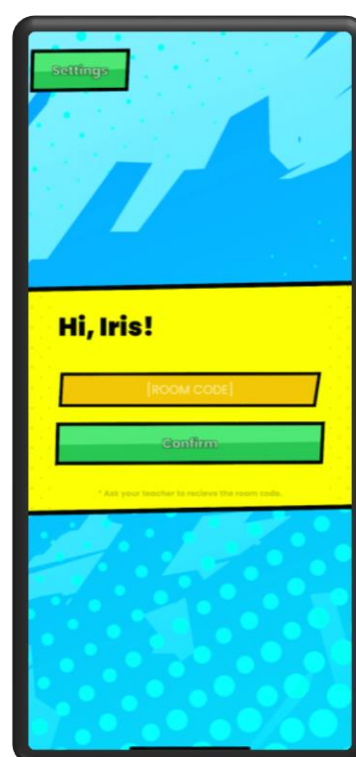 Settings
Hi, Iris!
[ROOM CODE]
Confirm
* Ask your teacher to recieve the room code.